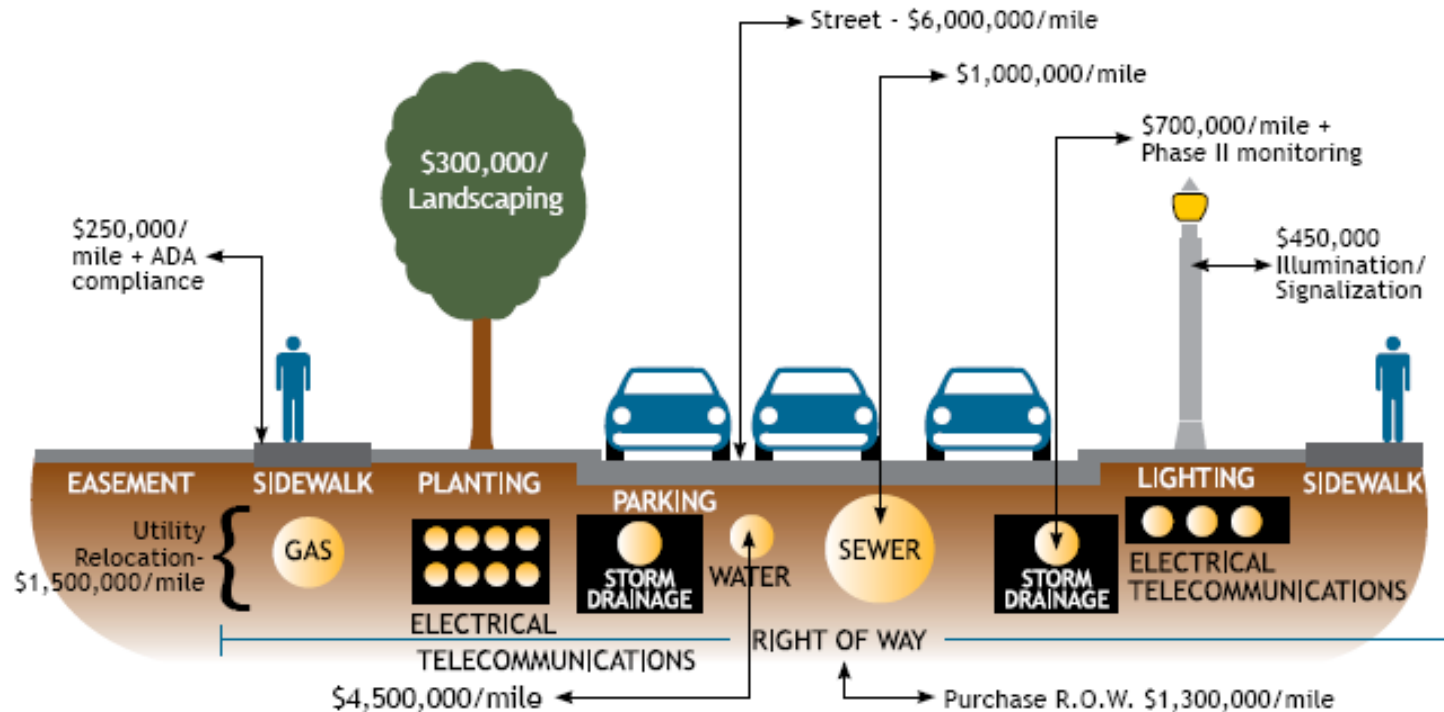 Street - $6,000,000/mile
$1,000,000/mile
$700,000/mile +
Phase II monitoring
$300,000/
Landscaping
$250,000/
mile + ADA
compliance
$450,000
Illumination/
Signalization
EASEMENT
SIDEWALK
PLANTING
PARKING
LIGHTING
SIDEWALK
Utility
Relocation-
$1,500,000/mile
GAS
ELECTRICAL
TELECOMMUNICATIONS
STORM
DRAINAGE
WATER
SEWER
STORM
DRAINAGE
ELECTRICAL
TELECOMMUNICATIONS
RIGHT OF WAY
$4,500,000/mile
Purchase R.O.W. $1,300,000/mile